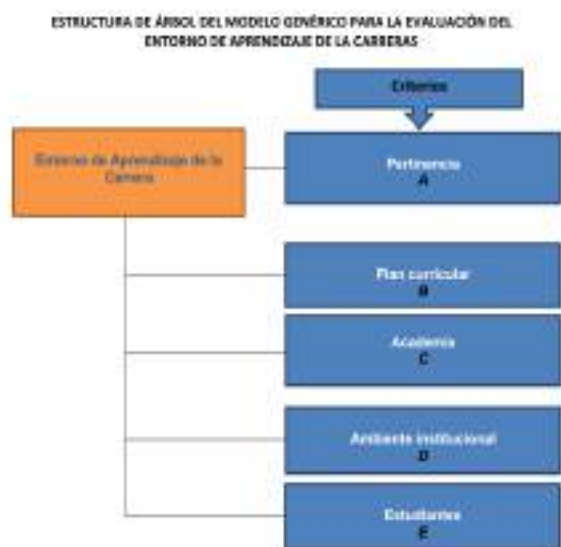 ESTRUCTURA DE ÁRBOL DEL MODELO GENÉRICO PARA LA EVALUACIÓN DEL
ENTORNO DE APRENDIZAJE DE LA CARRERAS
Criterios
Entorno de Aprendizaje de la
Carrera
Pertinencia
A
Plan curricular
B
Academia
C
Ambiente institucional
D
Estudiantes
E